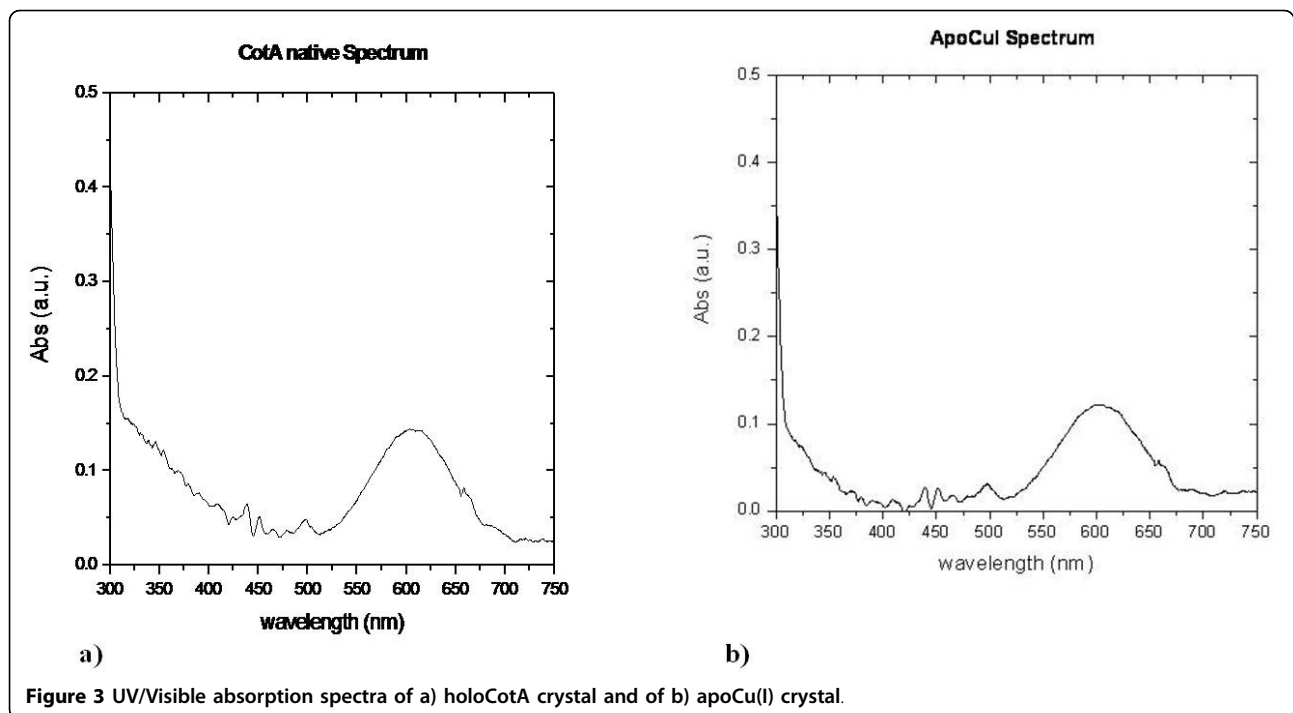 CotA native Spectrum
0.5
0.4
0.3
0.2
0.1
0.0
Abs (a.u.)
300 350 400 450 500 550 600 650 700 750
wavelength (nm)
a)
ApoCuI Spectrum
0.5
0.4
0.3
0.2
0.1
0.0
Abs (a.u.)
300 350 400 450 500 550 600 650 700 750
wavelength (nm)
b)
Figure 3 UV/Visible absorption spectra of a) holoCotA crystal and of b) apoCu(I) crystal.